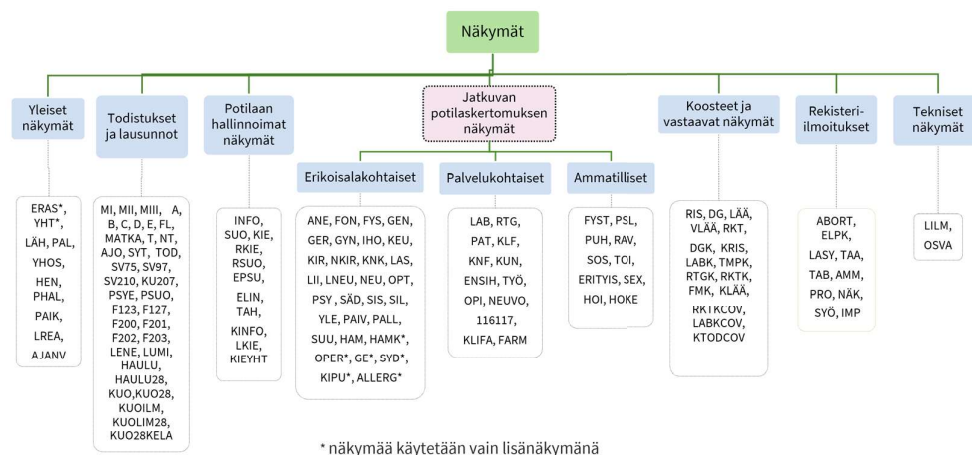 Näkymät
Yleiset
näkymät
Todistukset
ja lausunnot
Potilaan
hallinnoimat
näkymät
Jatkuvan
potilaskertomuksen
näkymät
Koosteet ja
vastaavat näkymät
Rekisteri-
ilmoitukset
Tekniset
näkymät
Erikoisalakohtaiset
Palvelukohtaiset
Ammatilliset
ERAS*,
YHT*,
LÄH, PAL,
YHOS,
HEN,
PHAL,
PAIK,
LREA,
AJANV
MI, MII, MIII, A,
B, C, D, E, FL,
MATKA, T, NT,
AJO, SYT, TOD,
SV75, SV97,
SV210, KU207,
PSYE, PSUO,
F123, F127,
F200, F201,
F202, F203,
LENE, LUMI,
HAULU,
HAULU28,
KUO,KUO28,
KUOILM,
KUOLIM28,
KUO28KELA
INFO,
SUO, KIE,
RKIE,
RSUO,
EPSU,
ELIN,
TAH,
KINFO,
LKIE,
KIEYHT
ANE, FON, FYS, GEN,
GER, GYN, IHO, KEU,
KIR, NKIR, KNK, LAS,
LII, LNEU, NEU, OPT,
PSY, SÄD, SIS, SIL,
YLE, PAIV, PALL,
SUU, HAM, HAMK*,
OPER*, GE*, SYD*,
KIPU*, ALLERG*
LAB, RTG,
PAT, KLF,
KNF, KUN,
ENSIH, TYÖ,
OPI, NEUVO,
116117,
KLIFA, FARM
FYST, PSL,
PUH, RAV,
SOS, TOI,
ERITYIS, SEX,
HOI, HOKE
RIS, DG, LÄÄ,
VLÄÄ, RKT,
DGK, KRIS,
LABK, TMPK,
RTGK, RKTK,
FMK, KLÄÄ,
RKTKCOV,
LABKCOV,
KTODCOV
ABORT,
ELPK,
LASY, TAA,
TAB, AMM,
PRO, NÄK,
SYÖ, IMP
LILM,
OSVA
* näkymää käytetään vain lisänäkymänä